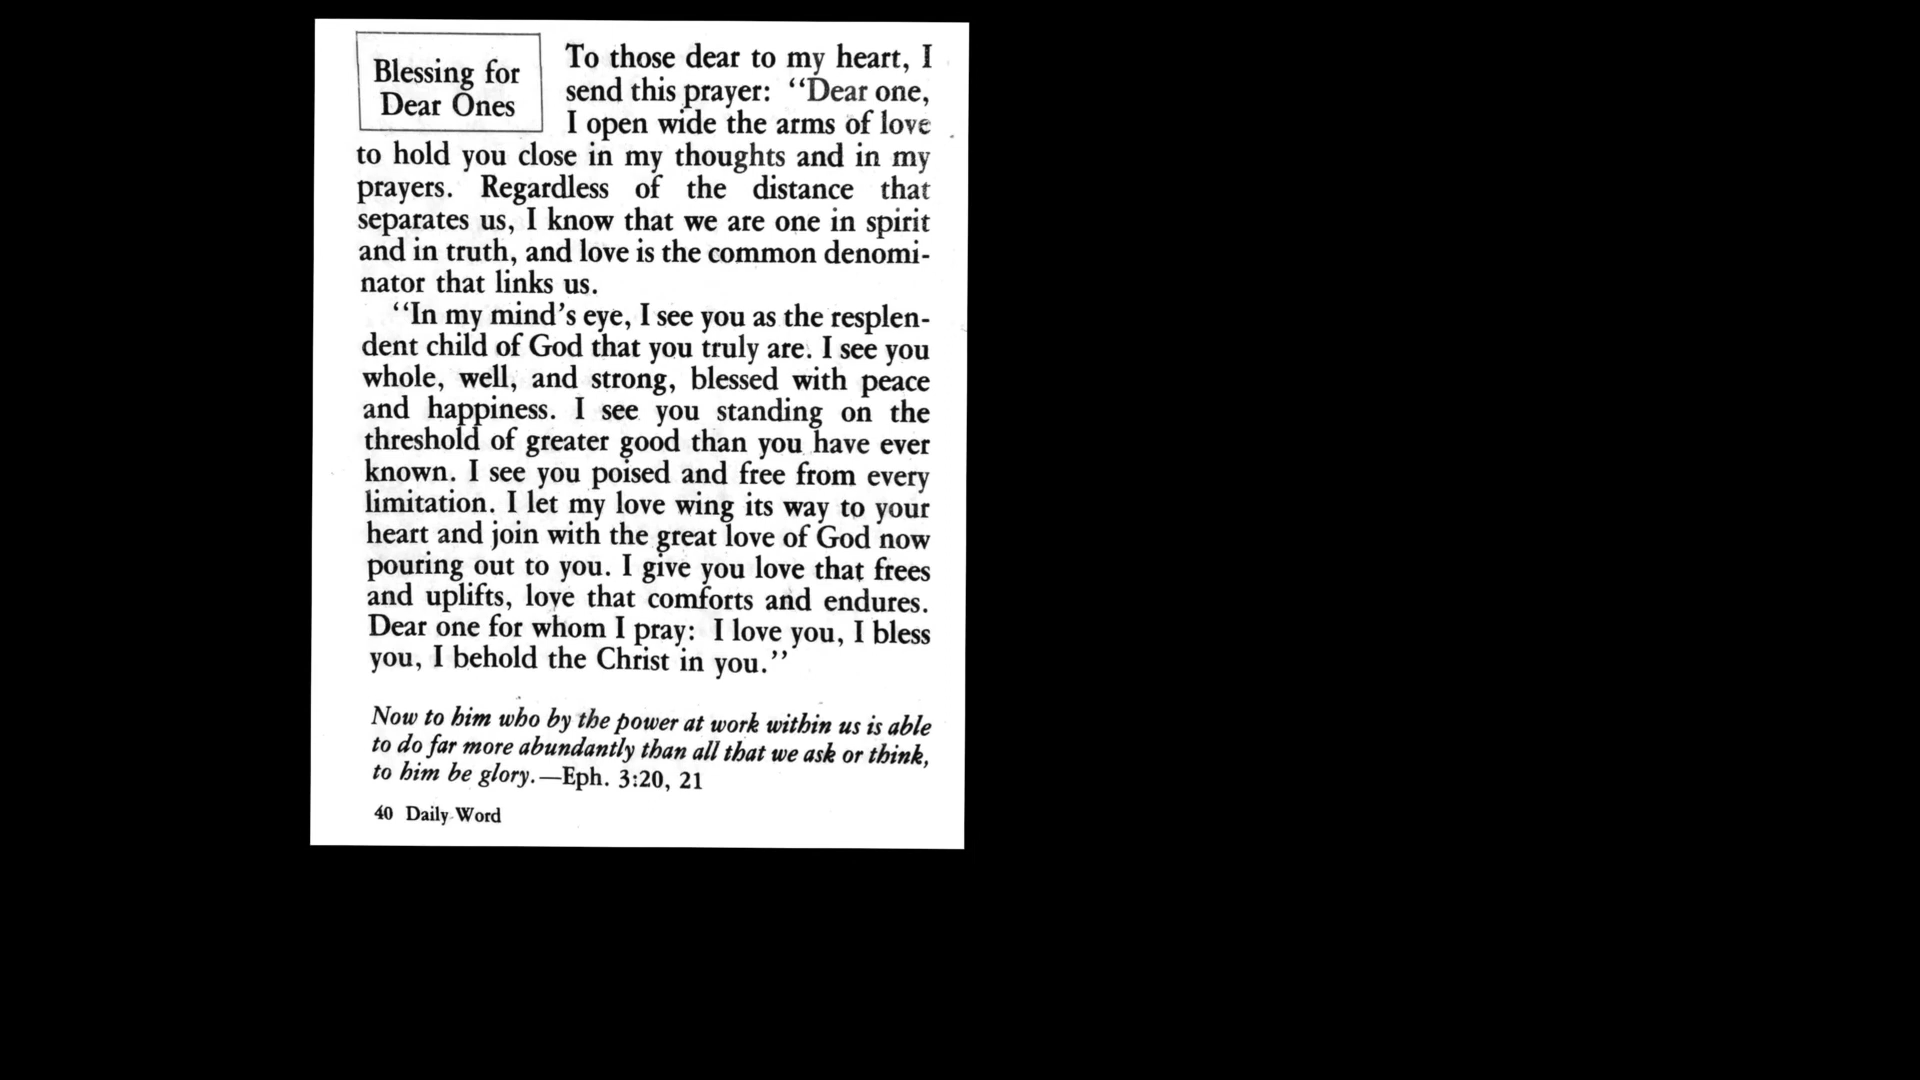 Blessing for
Dear Ones
To those dear to my heart, I
send this prayer: “Dear one,
I open wide the arms of love
to hold you close in my thoughts and in my
prayers. Regardless of the distance that
separates us, I know that we are one in spirit
and in truth, and love is the common denomi-
nator that links us.
“In my mind’s eye, I see you as the resplen-
dent child of God that you truly are. I see you
whole, well, and strong, blessed with peace
and happiness. I see you standing on the
threshold of greater good than you have ever
known. I see you poised and free from every
limitation. I let my love wing its way to your
heart and join with the great love of God now
pouring out to you. I give you love that frees
and uplifts, love that comforts and endures.
Dear one for whom I pray: I love you, I bless
you, I behold the Christ in you.”
Now to him who by the power at work within us is able
to do far more abundantly than all that we ask or think,
to him be glory.—Eph. 3:20, 21
40 Daily Word